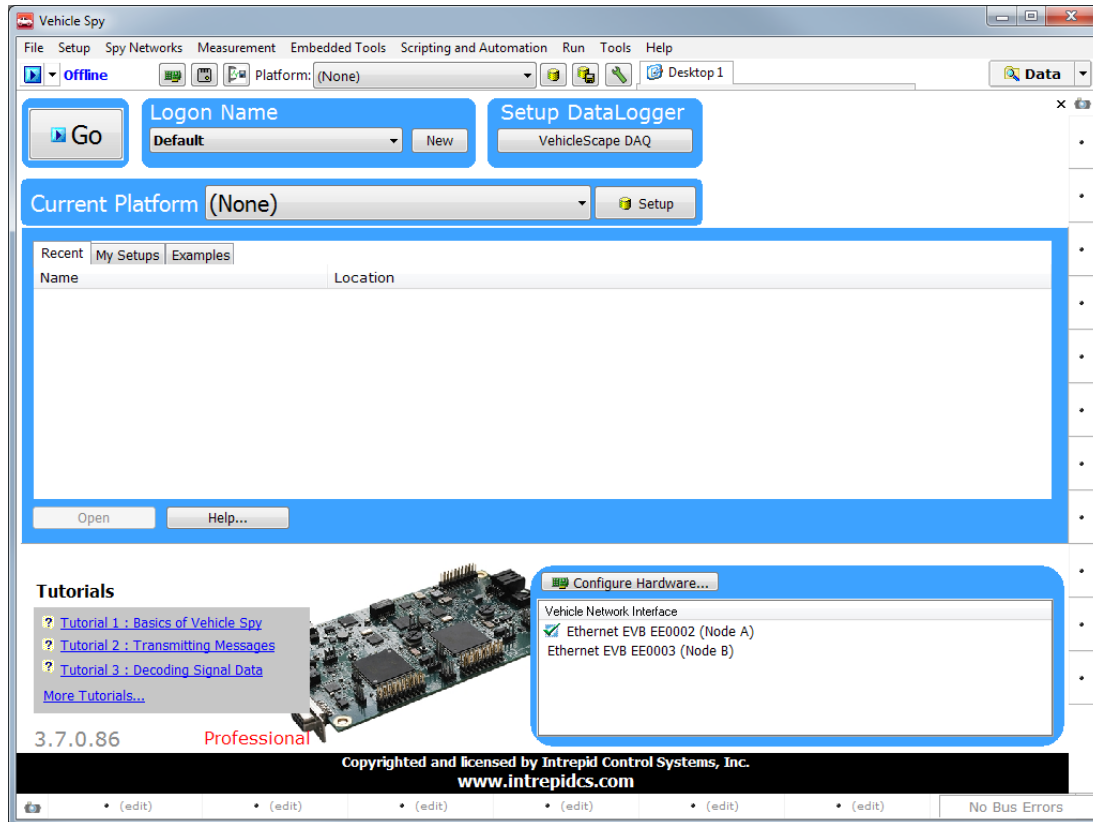 Vehicle Spy
File Setup Spy Networks Measurement Embedded Tools Scripting and Automation Run Tools Help
Offline Platform: (None) Desktop 1 Data
Go
Logon Name
Default New
Setup DataLogger
VehicleScape DAQ
Current Platform (None) Setup
Recent My Setups Examples
Name Location
Open Help...
Tutorials
? Tutorial 1 : Basics of Vehicle Spy
? Tutorial 2 : Transmitting Messages
? Tutorial 3 : Decoding Signal Data
More Tutorials...
3.7.0.86 Professional
Configure Hardware...
Vehicle Network Interface
Ethernet EVB EE0002 (Node A)
Ethernet EVB EE0003 (Node B)
Copyrighted and licensed by Intrepid Control Systems, Inc.
www.intrepidcs.com
• (edit) • (edit) • (edit) • (edit) • (edit) • (edit) No Bus Errors